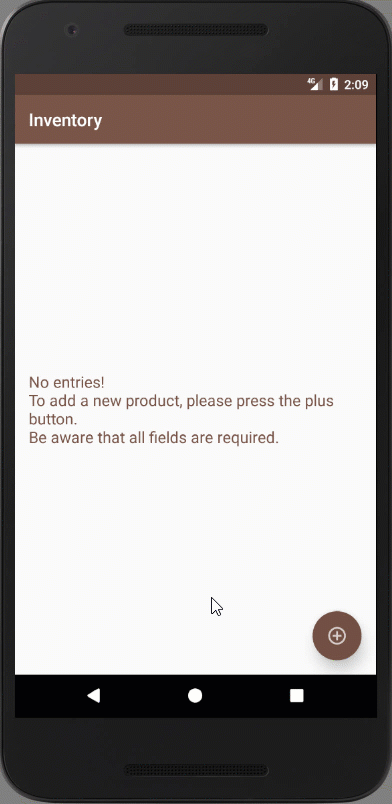 4G 2:09
Inventory
No entries!
To add a new product, please press the plus
button.
Be aware that all fields are required.